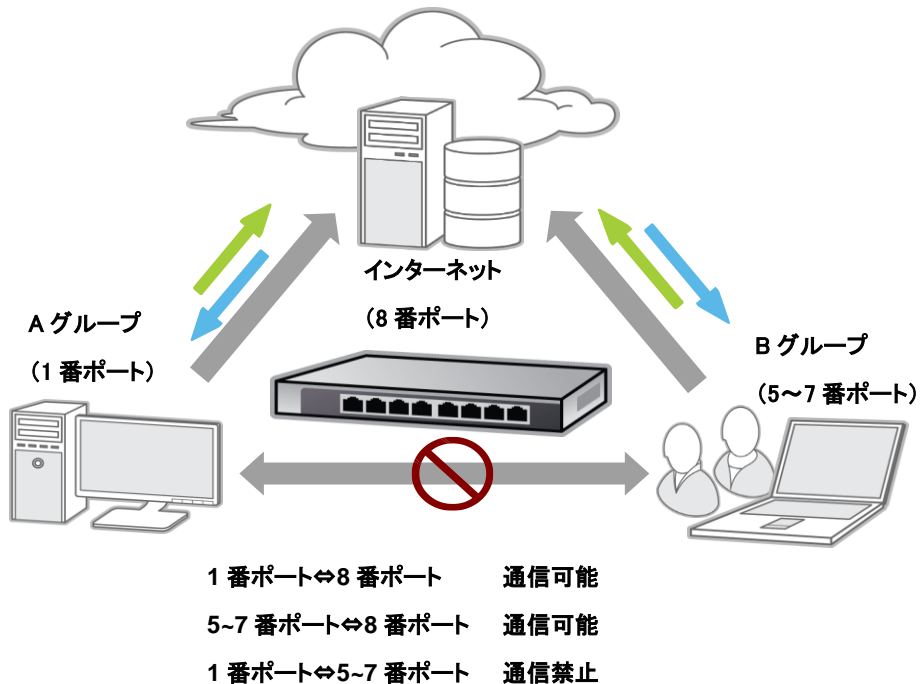 インターネット
(8 番ポート)
A グループ
(1 番ポート)
B グループ
(5～7 番ポート)
1 番ポート⇔8 番ポート 通信可能
5~7 番ポート⇔8 番ポート 通信可能
1 番ポート⇔5~7 番ポート 通信禁止